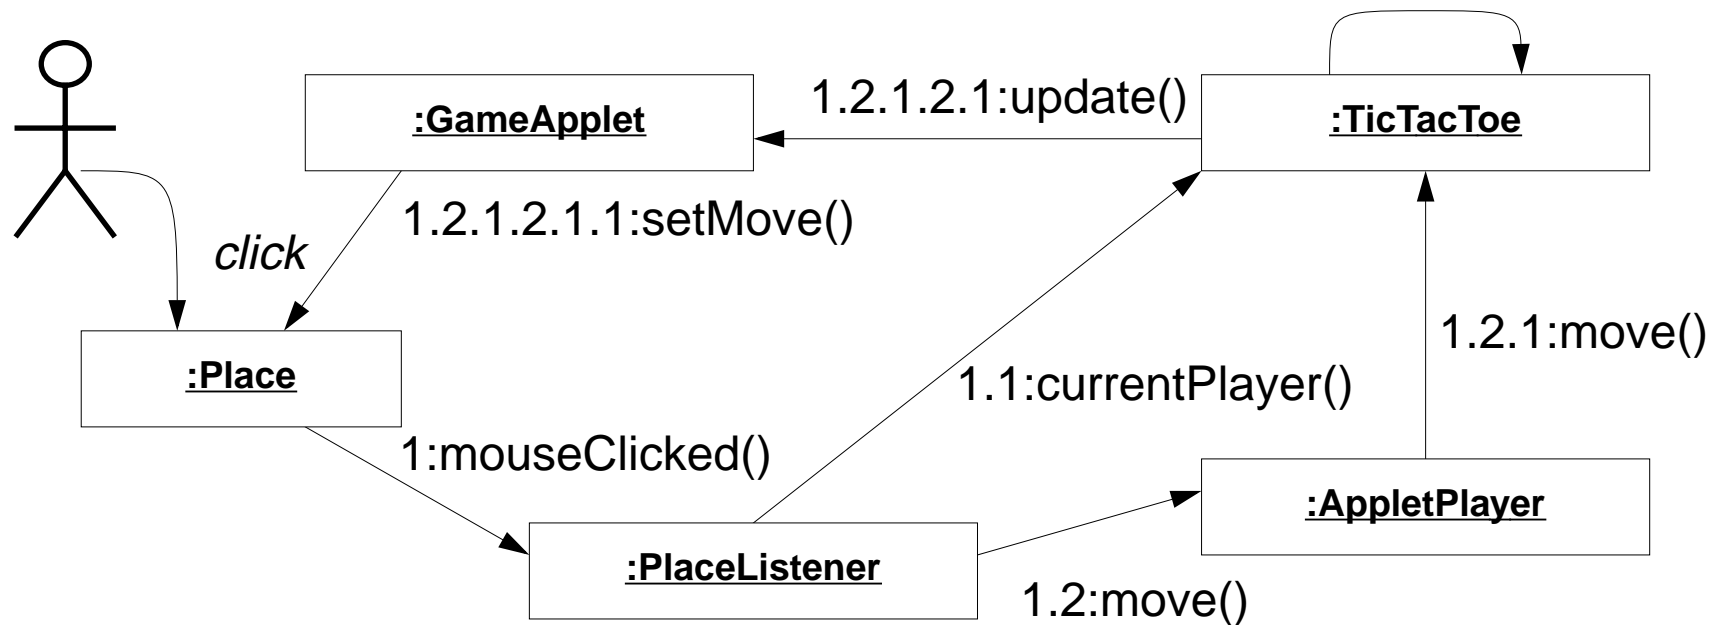 1.2.1.2.1:update()
:GameApplet
:TicTacToe
1.2.1.2.1.1:setMove()
click
1.2.1:move()
:Place
1.1:currentPlayer()
1:mouseClicked()
:AppletPlayer
:PlaceListener
1.2:move()